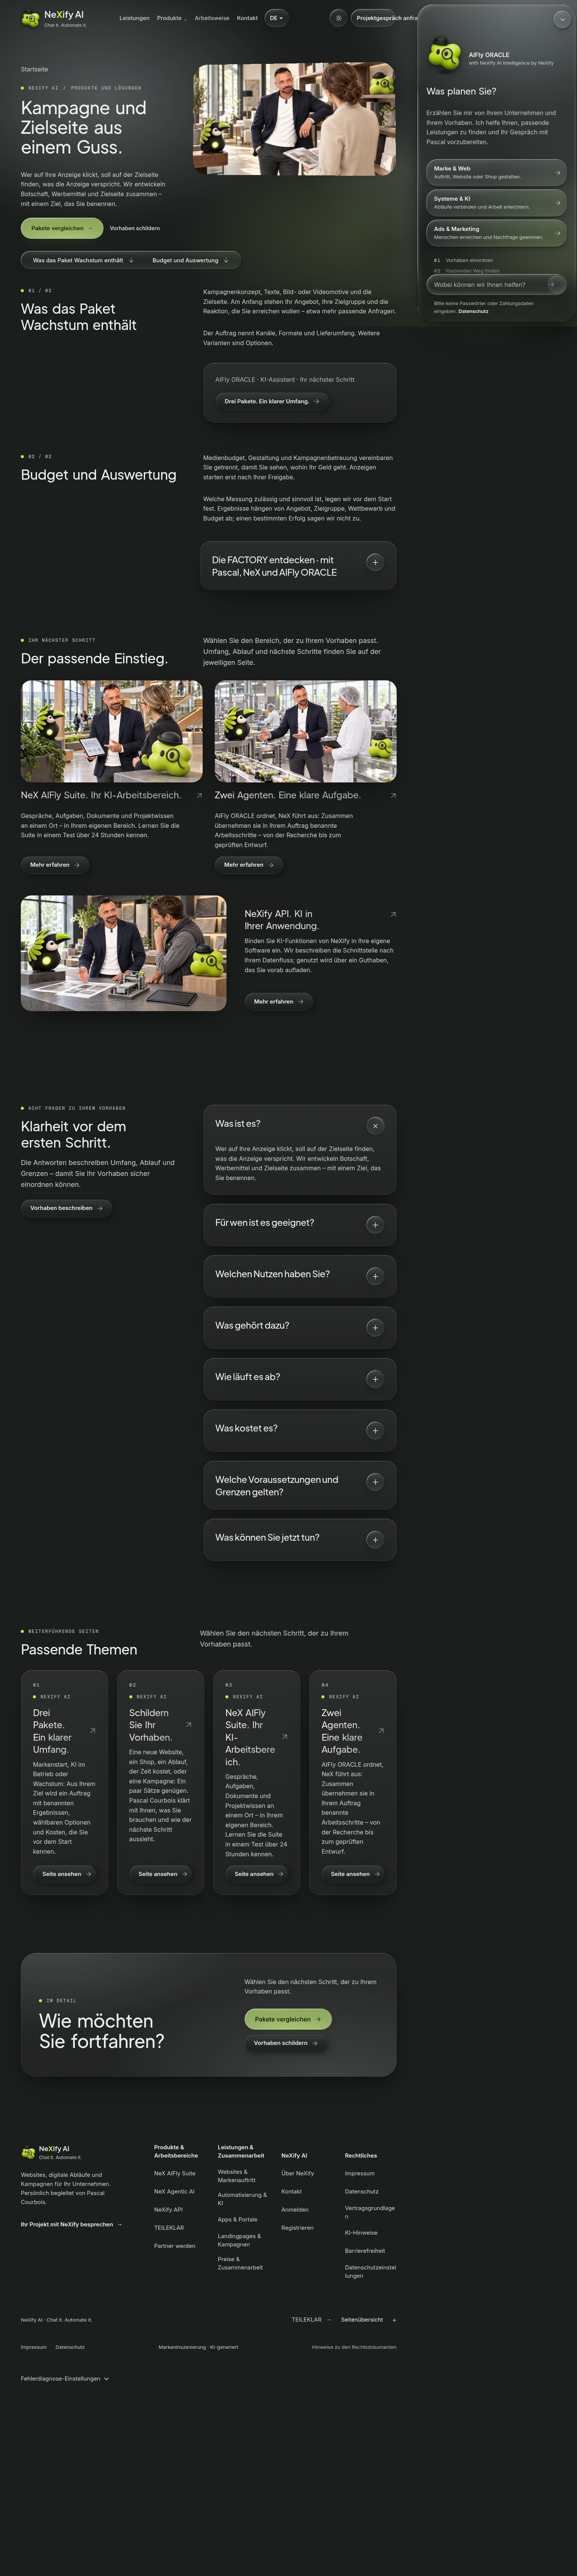 NeXify AI
Chat it. Automate it.
Leistungen
Produkte
Arbeitsweise
Kontakt
DE
Projektgespräch anfra
Startseite
NEXIFY AI / PRODUKTE UND LÖSUNGEN
Kampagne und
Zielseite aus
einem Guss.
Wer auf Ihre Anzeige klickt, soll auf der Zielseite
finden, was die Anzeige verspricht. Wir entwickeln
Botschaft, Werbemittel und Zielseite zusammen –
mit einem Ziel, das Sie benennen.
Pakete vergleichen →
Vorhaben schildern
Was das Paket Wachstum enthält ↓
Budget und Auswertung ↓
AIFly ORACLE
with NeXify AI Intelligence by NeXify
Was planen Sie?
Erzählen Sie mir von Ihrem Unternehmen und
Ihrem Vorhaben. Ich helfe Ihnen, passende
Leistungen zu finden und Ihr Gespräch mit
Pascal vorzubereiten.
Marke & Web
Auftritt, Website oder Shop gestalten.
Systeme & KI
Abläufe verbinden und Arbeit erleichtern.
Ads & Marketing
Menschen erreichen und Nachfrage gewinnen.
01 Vorhaben einordnen
02 Passenden Weg finden
Wobei können wir Ihnen helfen?
Bitte keine Passwörter oder Zahlungsdaten
eingeben. Datenschutz
01 / 02
Was das Paket
Wachstum enthält
Kampagnenkonzept, Texte, Bild- oder Videomotive und die
Zielseite. Am Anfang stehen Ihr Angebot, Ihre Zielgruppe und die
Reaktion, die Sie erreichen wollen – etwa mehr passende Anfragen.
Der Auftrag nennt Kanäle, Formate und Lieferumfang. Weitere
Varianten sind Optionen.
AIFly ORACLE · KI-Assistent · Ihr nächster Schritt
Drei Pakete. Ein klarer Umfang. →
02 / 02
Budget und Auswertung
Medienbudget, Gestaltung und Kampagnenbetreuung vereinbaren
Sie getrennt, damit Sie sehen, wohin Ihr Geld geht. Anzeigen
starten erst nach Ihrer Freigabe.
Welche Messung zulässig und sinnvoll ist, legen wir vor dem Start
fest. Ergebnisse hängen von Angebot, Zielgruppe, Wettbewerb und
Budget ab; einen bestimmten Erfolg sagen wir nicht zu.
Die FACTORY entdecken · mit
Pascal, NeX und AIFly ORACLE
IHR NÄCHSTER SCHRITT
Der passende Einstieg.
Wählen Sie den Bereich, der zu Ihrem Vorhaben passt.
Umfang, Ablauf und nächste Schritte finden Sie auf der
jeweiligen Seite.
NeX AIFly Suite. Ihr KI-Arbeitsbereich.
Gespräche, Aufgaben, Dokumente und Projektwissen
an einem Ort – in Ihrem eigenen Bereich. Lernen Sie die
Suite in einem Test über 24 Stunden kennen.
Mehr erfahren →
Zwei Agenten. Eine klare Aufgabe.
AIFly ORACLE ordnet, NeX führt aus: Zusammen
übernehmen sie in Ihrem Auftrag benannte
Arbeitsschritte – von der Recherche bis zum
geprüften Entwurf.
Mehr erfahren →
NeXify API. KI in
Ihrer Anwendung.
Binden Sie KI-Funktionen von NeXify in Ihre eigene
Software ein. Wir beschreiben die Schnittstelle nach
Ihrem Datenfluss; genutzt wird über ein Guthaben,
das Sie vorab aufladen.
Mehr erfahren →
ACHT FRAGEN ZU IHREM VORHABEN
Klarheit vor dem
ersten Schritt.
Die Antworten beschreiben Umfang, Ablauf und
Grenzen – damit Sie Ihr Vorhaben sicher
einordnen können.
Vorhaben beschreiben →
Was ist es?
Wer auf Ihre Anzeige klickt, soll auf der Zielseite finden,
was die Anzeige verspricht. Wir entwickeln Botschaft,
Werbemittel und Zielseite zusammen – mit einem Ziel, das
Sie benennen.
Für wen ist es geeignet?
Welchen Nutzen haben Sie?
Was gehört dazu?
Wie läuft es ab?
Was kostet es?
Welche Voraussetzungen und
Grenzen gelten?
Was können Sie jetzt tun?
WEITERFÜHRENDE SEITEN
Passende Themen
Wählen Sie den nächsten Schritt, der zu Ihrem
Vorhaben passt.
01
NEXIFY AI
Drei
Pakete.
Ein klarer
Umfang.
Markenstart, KI im
Betrieb oder
Wachstum: Aus Ihrem
Ziel wird ein Auftrag
mit benannten
Ergebnissen,
wählbaren Optionen
und Kosten, die Sie
vor dem Start
kennen.
Seite ansehen →
02
NEXIFY AI
Schildern
Sie Ihr
Vorhaben.
Eine neue Website,
ein Shop, ein Ablauf,
der Zeit kostet, oder
eine Kampagne: Ein
paar Sätze genügen.
Pascal Courbois klärt
mit Ihnen, was Sie
brauchen und wie der
nächste Schritt
aussieht.
Seite ansehen →
03
NEXIFY AI
NeX AIFly
Suite. Ihr
KI-
Arbeitsbere
ich.
Gespräche,
Aufgaben,
Dokumente und
Projektwissen an
einem Ort – in Ihrem
eigenen Bereich.
Lernen Sie die Suite
in einem Test über 24
Stunden kennen.
Seite ansehen →
04
NEXIFY AI
Zwei
Agenten.
Eine klare
Aufgabe.
AIFly ORACLE ordnet,
NeX führt aus:
Zusammen
übernehmen sie in
Ihrem Auftrag
benannte
Arbeitsschritte – von
der Recherche bis
zum geprüften
Entwurf.
Seite ansehen →
IM DETAIL
Wie möchten
Sie fortfahren?
Wählen Sie den nächsten Schritt, der zu Ihrem
Vorhaben passt.
Pakete vergleichen →
Vorhaben schildern →
NeXify AI
Chat it. Automate it.
Websites, digitale Abläufe und
Kampagnen für Ihr Unternehmen.
Persönlich begleitet von Pascal
Courbois.
Ihr Projekt mit NeXify besprechen →
Produkte &
Arbeitsbereiche
NeX AIFly Suite
NeX Agentic AI
NeXify API
TEILEKLAR
Partner werden
Leistungen &
Zusammenarbeit
Websites &
Markenauftritt
Automatisierung &
KI
Apps & Portale
Landingpages &
Kampagnen
Preise &
Zusammenarbeit
NeXify AI
Über NeXify
Kontakt
Anmelden
Registrieren
Rechtliches
Impressum
Datenschutz
Vertragsgrundlage
n
KI-Hinweise
Barrierefreiheit
Datenschutzeinstel
lungen
NeXify AI · Chat it. Automate it.
TEILEKLAR →
Seitenübersicht +
Impressum
Datenschutz
Markeninszenierung · KI-generiert
Hinweise zu den Rechtsdokumenten
Fehlerdiagnose-Einstellungen